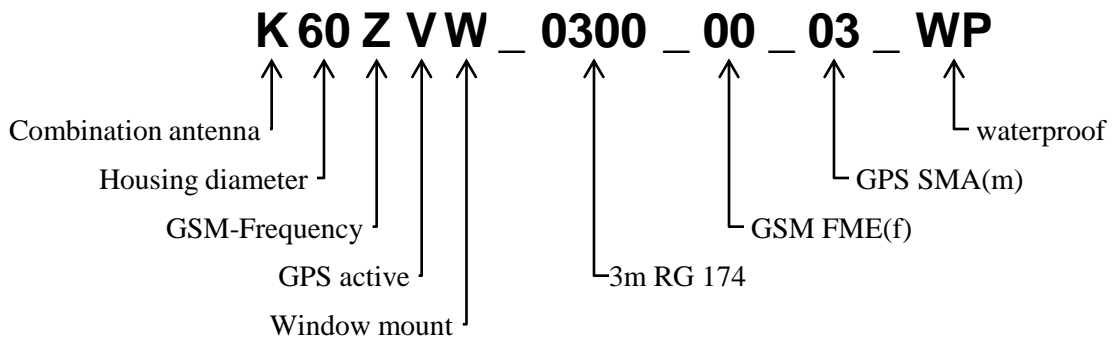 K 60 Z V W _ 0300 _ 00 _ 03 _ WP
Combination antenna
waterproof
Housing diameter
GPS SMA(m)
GSM-Frequency
GSM FME(f)
GPS active
3m RG 174
Window mount